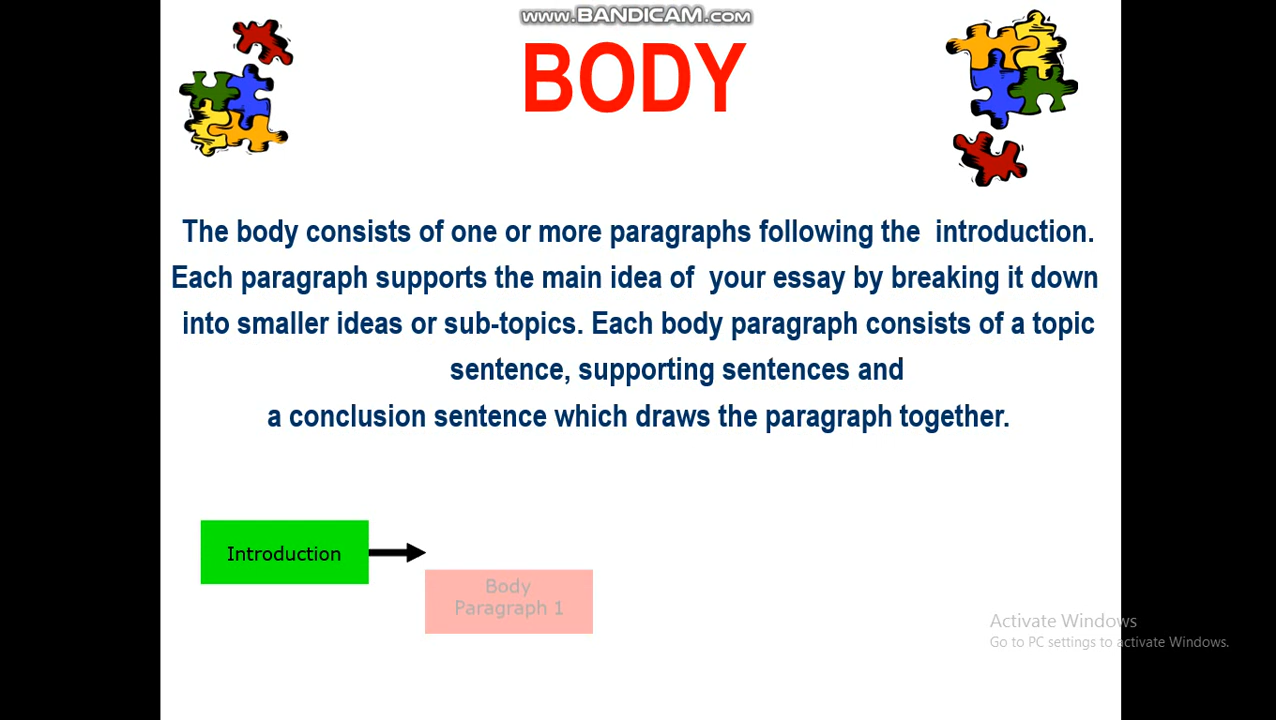 www.BANDICAM.com
BODY
The body consists of one or more paragraphs following the introduction.
Each paragraph supports the main idea of your essay by breaking it down
into smaller ideas or sub-topics. Each body paragraph consists of a topic
sentence, supporting sentences and
a conclusion sentence which draws the paragraph together.
Introduction
Body
Paragraph 1
Activate Windows
Go to PC settings to activate Windows.